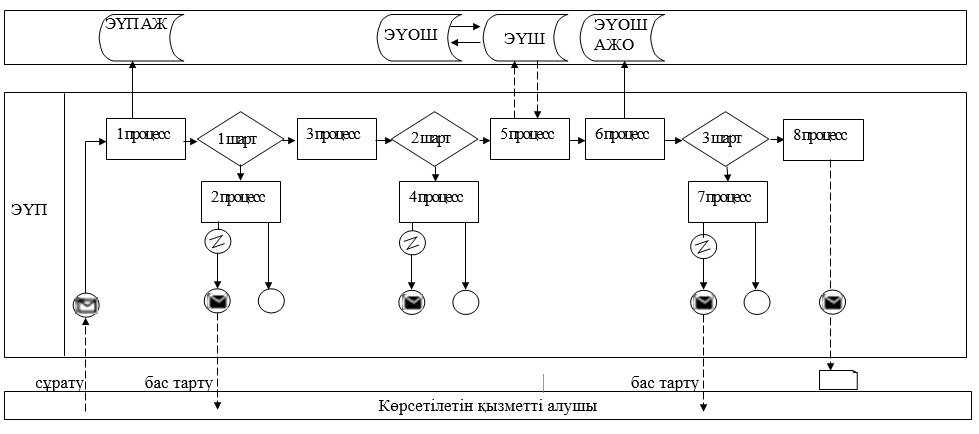 ЭҮП АЖ
ЭҮОШ
ЭҮШ
ЭҮОШ
АЖО
1 процесс
1 шарт
3 процесс
2 шарт
5 процесс
6 процесс
3 шарт
8 процесс
2 процесс
4 процесс
7 процесс
ЭҮП
сұрату
бас тарту
бас тарту
Көрсетілетін қызметті алушы